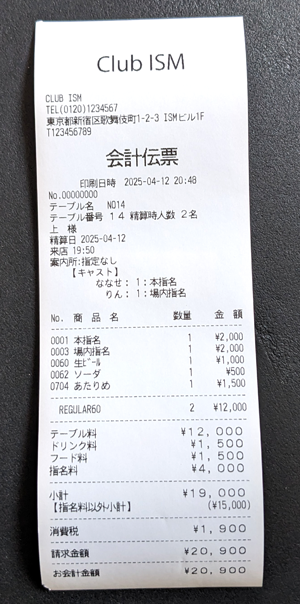 Club ISM
CLUB ISM
TEL(0120)1234567
東京都新宿区歌舞伎町1-2-3 ISMビル1F
T123456789
会計伝票
印刷日時 2025-04-12 20:48
No.00000000
テーブル名 NO14
テーブル番号 14 精算時人数 2名
上 様
精算日 2025-04-12
来店 19:50
案内所:指定なし
【キャスト】
ななせ: 1:本指名
りん: 1:場内指名
No. 商 品 名 数量 金 額
0001 本指名 1 ¥2,000
0003 場内指名 1 ¥2,000
0060 生ビール 1 ¥1,000
0062 ソーダ 1 ¥500
0704 あたりめ 1 ¥1,500
REGULAR60 2 ¥12,000
テーブル料 ¥12,000
ドリンク料 ¥1,500
フード料 ¥1,500
指名料 ¥4,000
小計 ¥19,000
【指名料以外小計】 (¥15,000)
消費税 ¥1,900
請求金額 ¥20,900
お会計金額 ¥20,900